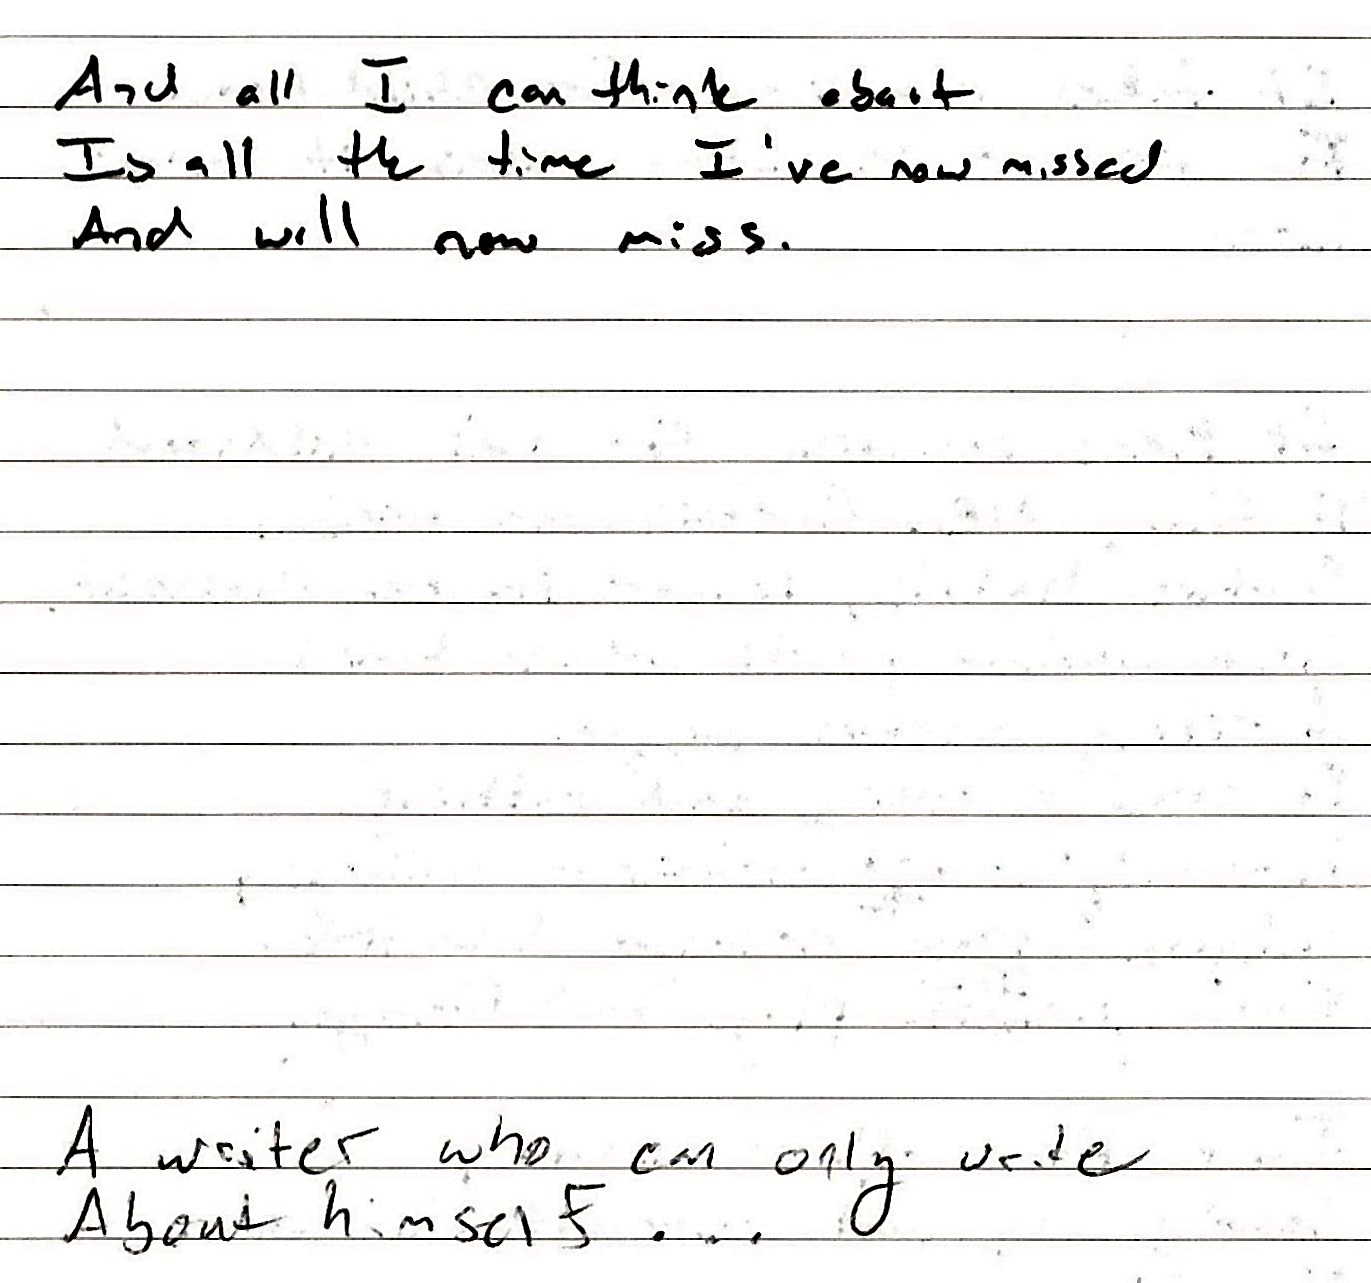 And all I can think about
Is all the time I've now missed
And will now miss.
A writer who can only write
About himself....